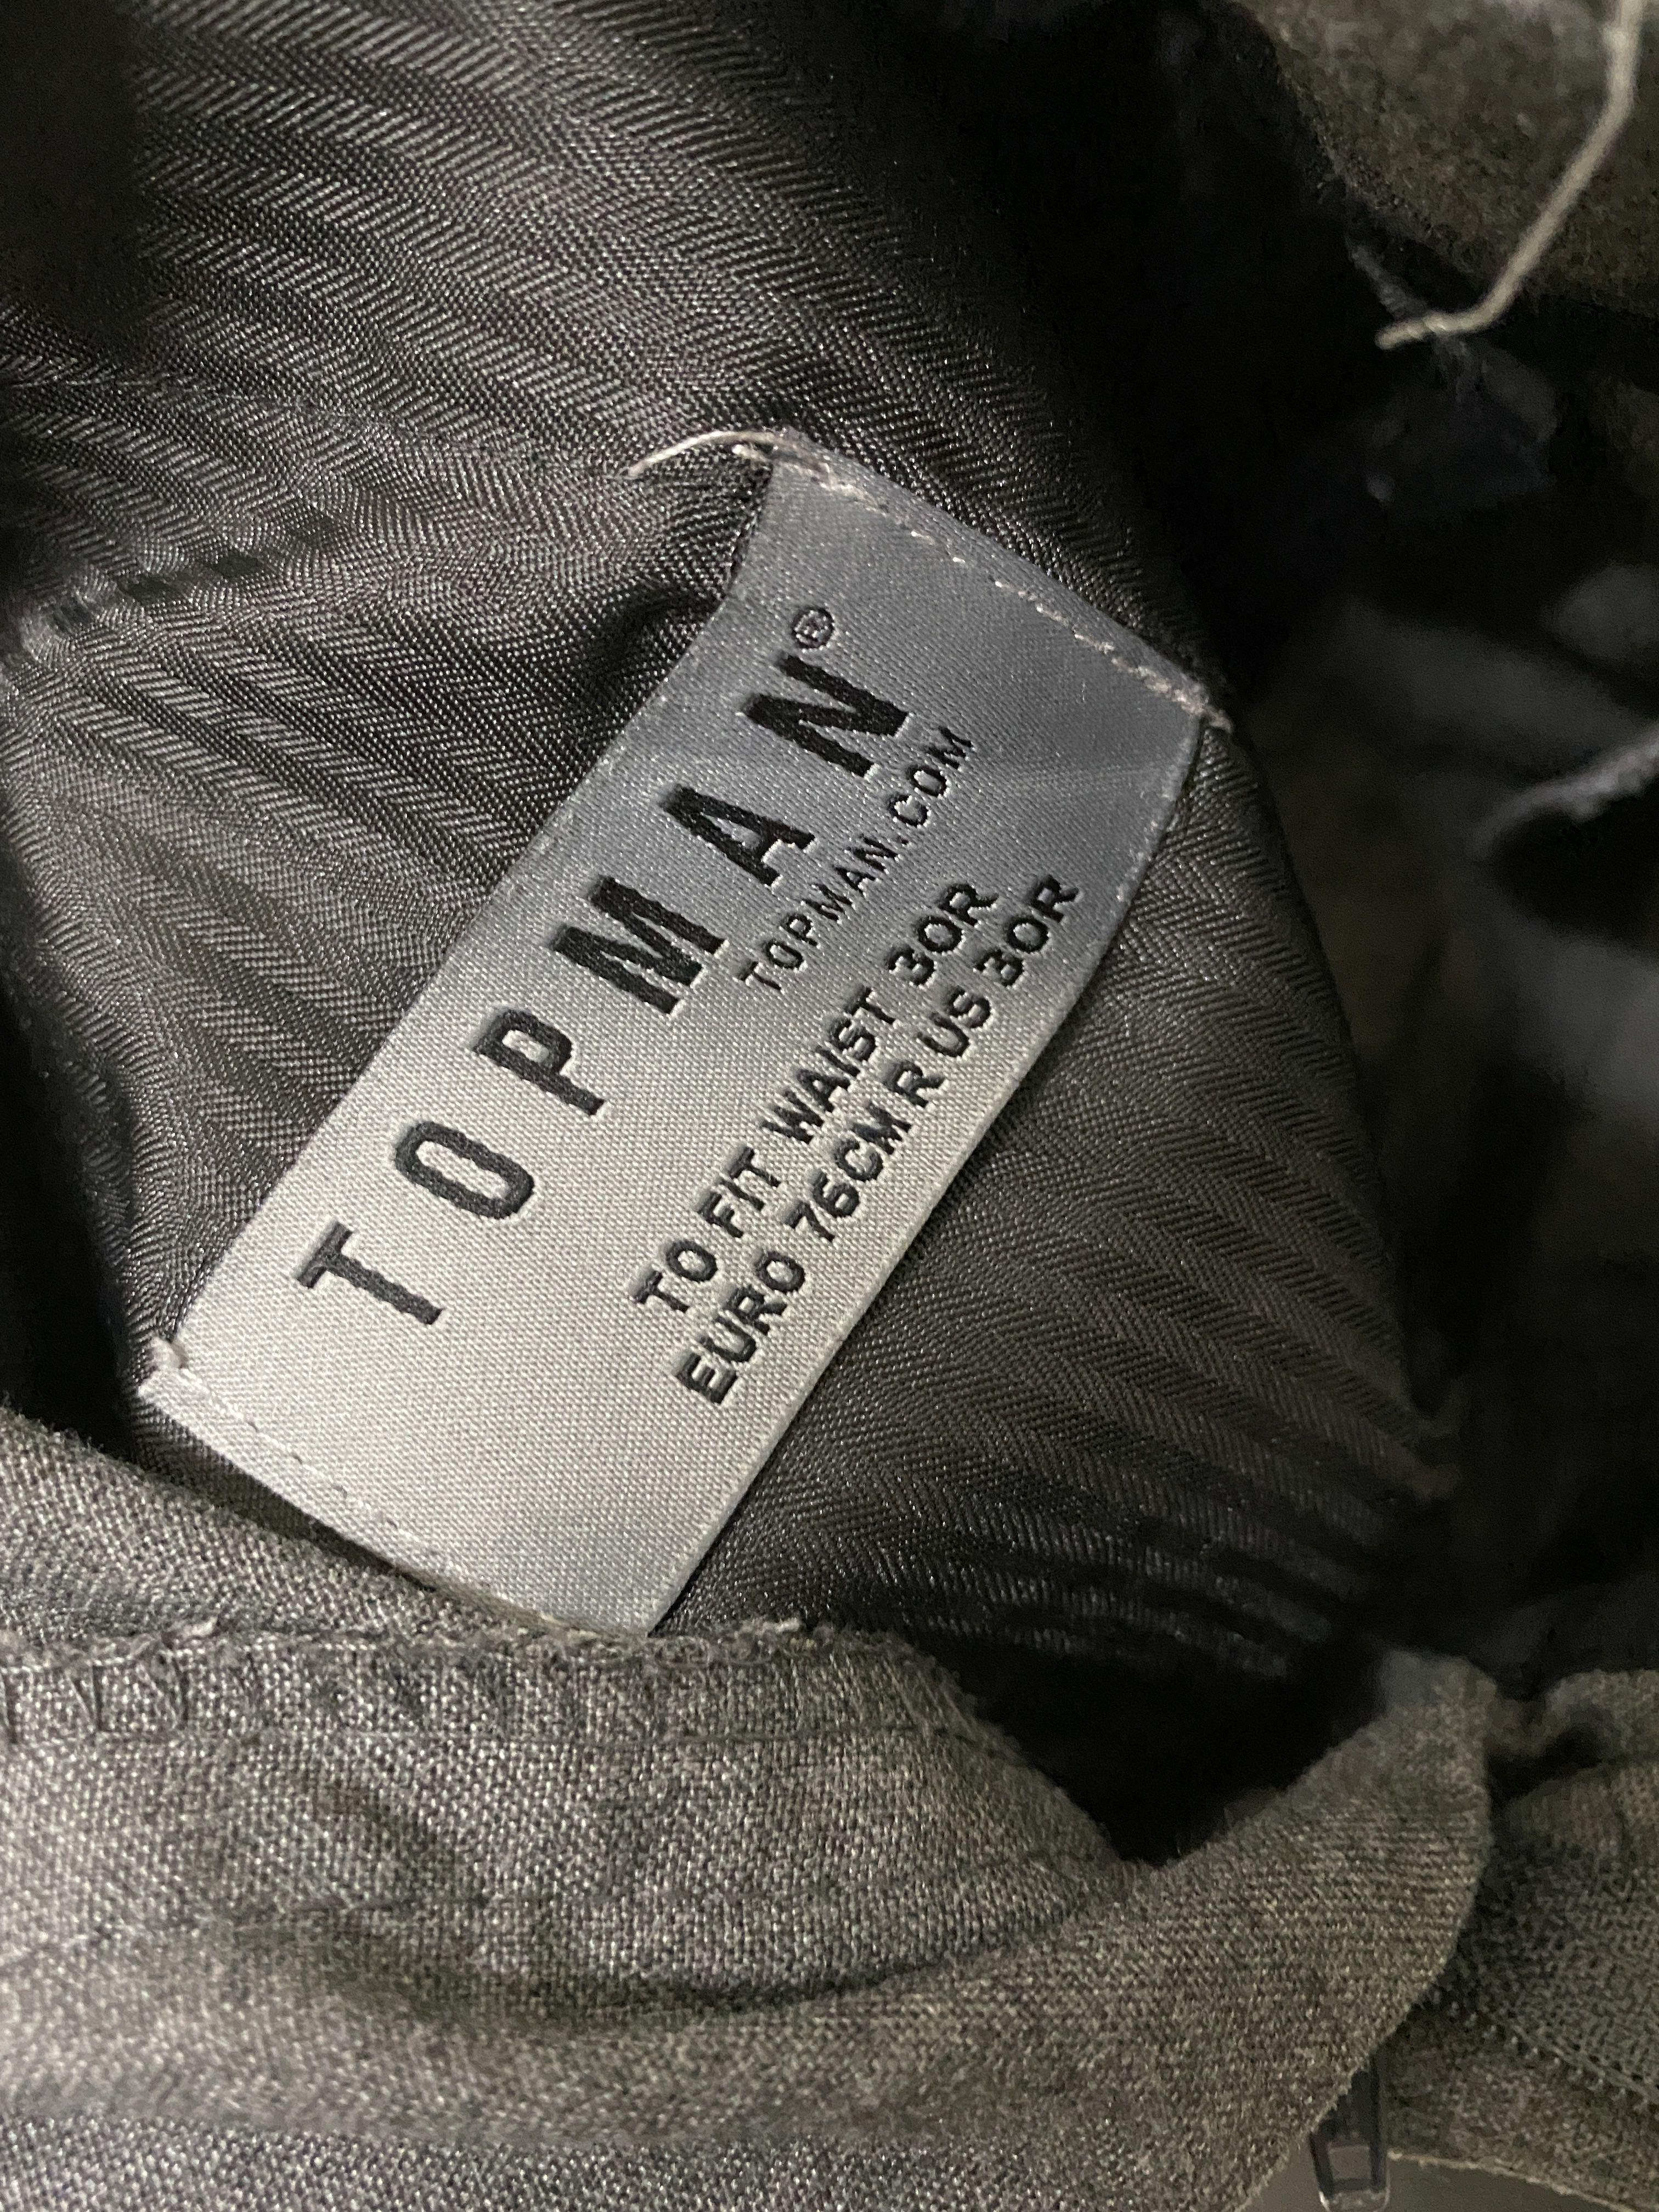 TOPMAN®
TOPMAN.COM
TO FIT WAIST 30R
EURO 76CM R US 30R